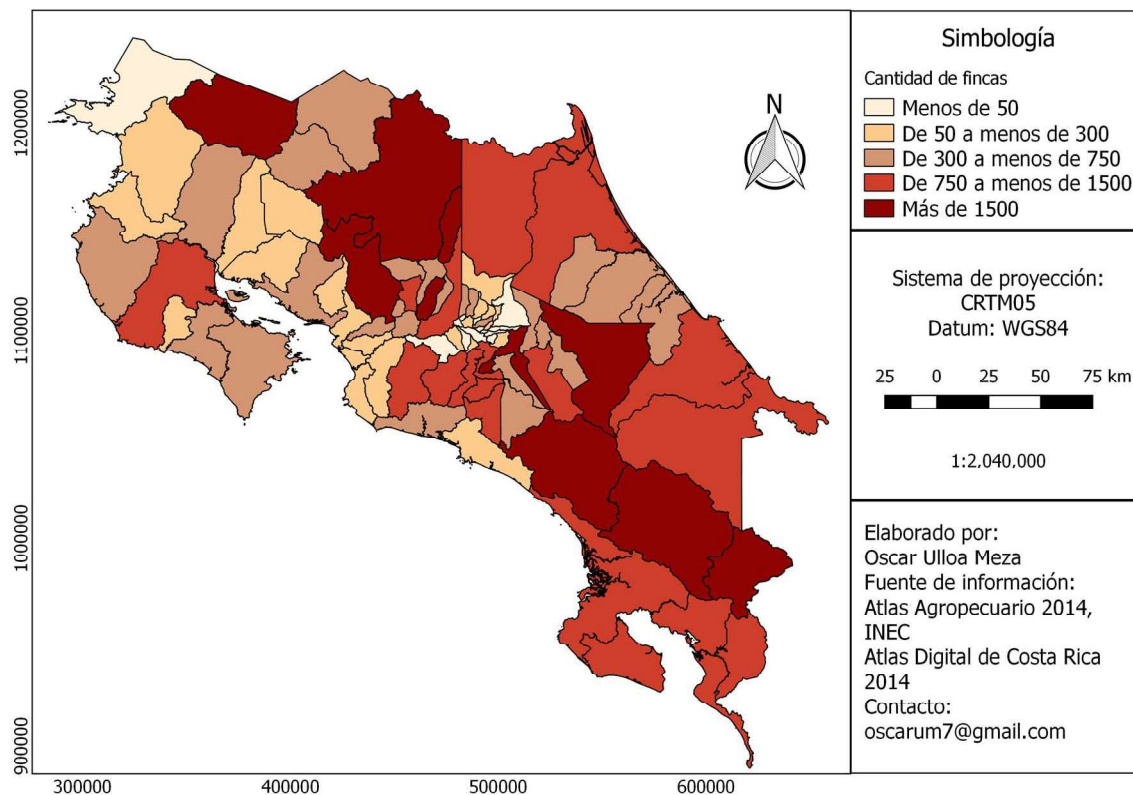 1200000
1100000
1000000
900000
300000
400000
500000
600000
N
Simbología
Cantidad de fincas
Menos de 50
De 50 a menos de 300
De 300 a menos de 750
De 750 a menos de 1500
Más de 1500
Sistema de proyección:
CRTM05
Datum: WGS84
25 0 25 50 75 km
1:2,040,000
Elaborado por:
Oscar Ulloa Meza
Fuente de información:
Atlas Agropecuario 2014,
INEC
Atlas Digital de Costa Rica
2014
Contacto:
oscarum7@gmail.com